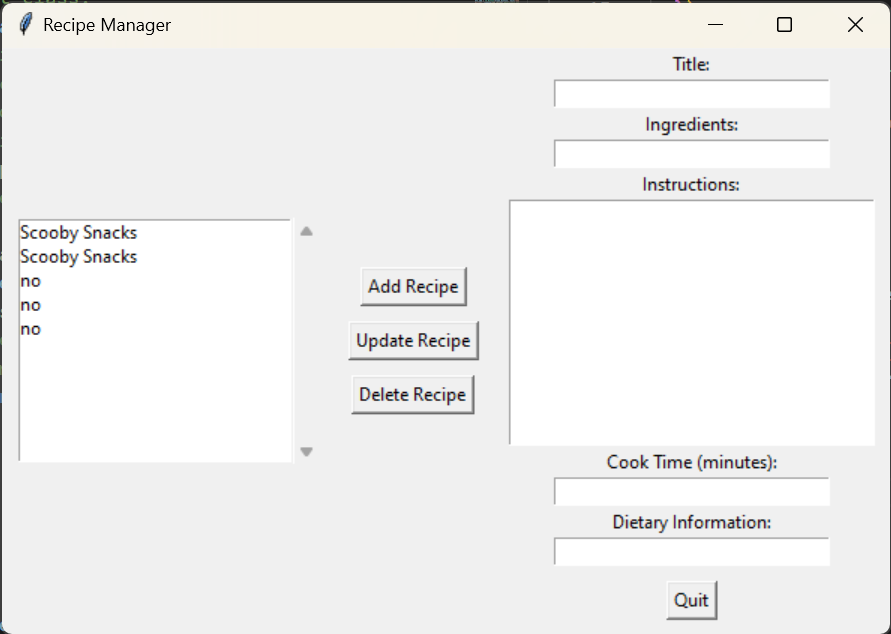 Recipe Manager
Scooby Snacks
Scooby Snacks
no
no
no
Add Recipe
Update Recipe
Delete Recipe
Title:
Ingredients:
Instructions:
Cook Time (minutes):
Dietary Information:
Quit